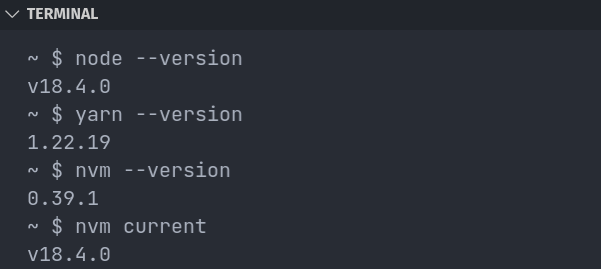 TERMINAL
~ $ node --version
v18.4.0
~ $ yarn --version
1.22.19
~ $ nvm --version
0.39.1
~ $ nvm current
v18.4.0